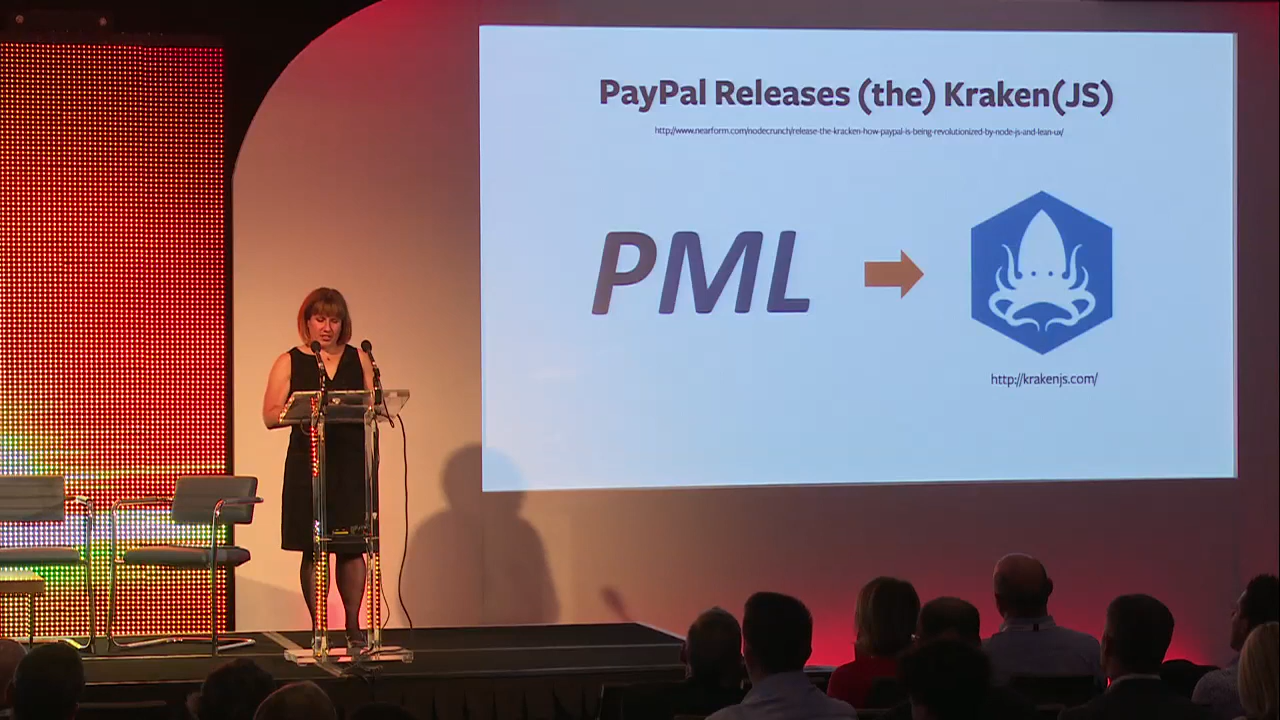 PayPal Releases (the) Kraken(JS)
http://www.nearform.com/nodecrunch/release-the-kracken-how-paypal-is-being-revolutionized-by-node-js-and-lean-ux/
PML
http://krakenjs.com/